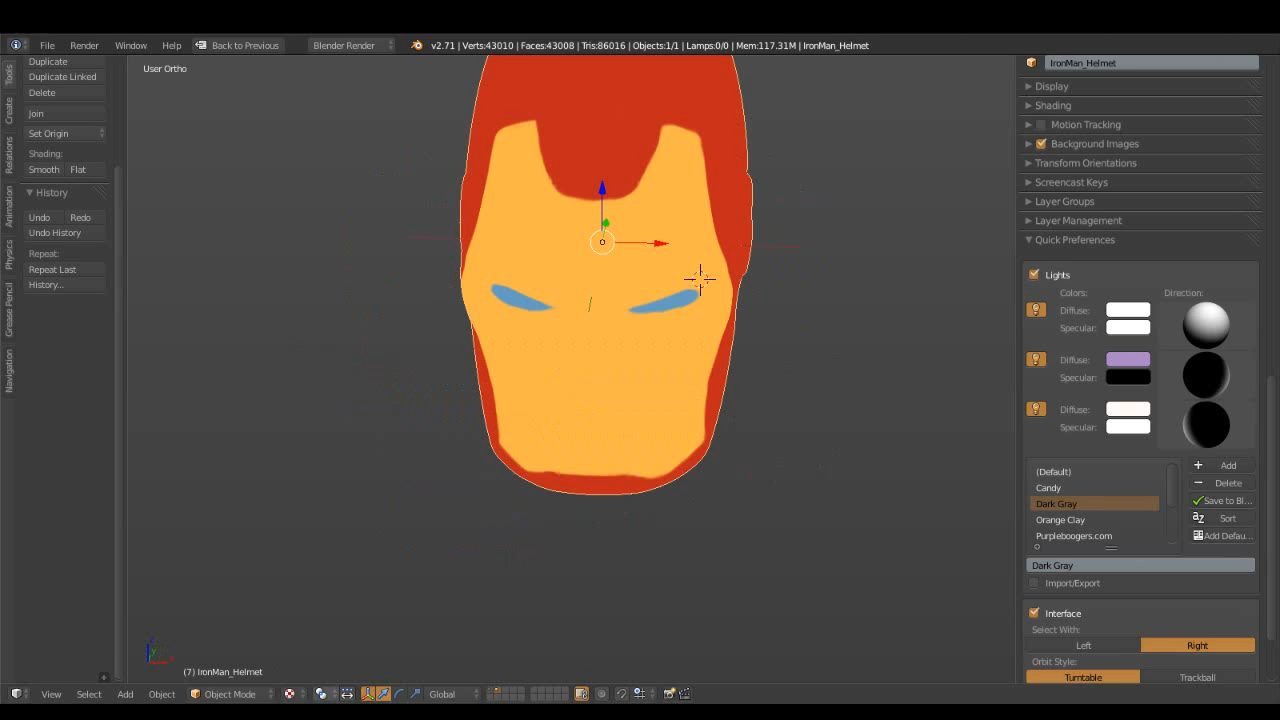 File Render Window Help Back to Previous Blender Render v2.71 | Verts:43010 | Faces:43008 | Tris:86016 | Objects:1/1 | Lamps:0/0 | Mem:117.31M | IronMan_Helmet
Tools
Create
Relations
Animation
Physics
Grease Pencil
Navigation
Duplicate
Duplicate Linked
Delete
Join
Set Origin
Shading:
Smooth Flat
History
Undo Redo
Undo History
Repeat:
Repeat Last
History...
User Ortho
(7) IronMan_Helmet
IronMan_Helmet
Display
Shading
Motion Tracking
Background Images
Transform Orientations
Screencast Keys
Layer Groups
Layer Management
Quick Preferences
Lights
Colors: Direction:
Diffuse:
Specular:
Diffuse:
Specular:
Diffuse:
Specular:
(Default)
Candy
Dark Gray
Orange Clay
Purpleboogers.com
Add
Delete
Save to Bl...
Sort
Add Defau...
Dark Gray
Import/Export
Interface
Select With:
Left Right
Orbit Style:
Turntable Trackball
View Select Add Object Object Mode Global